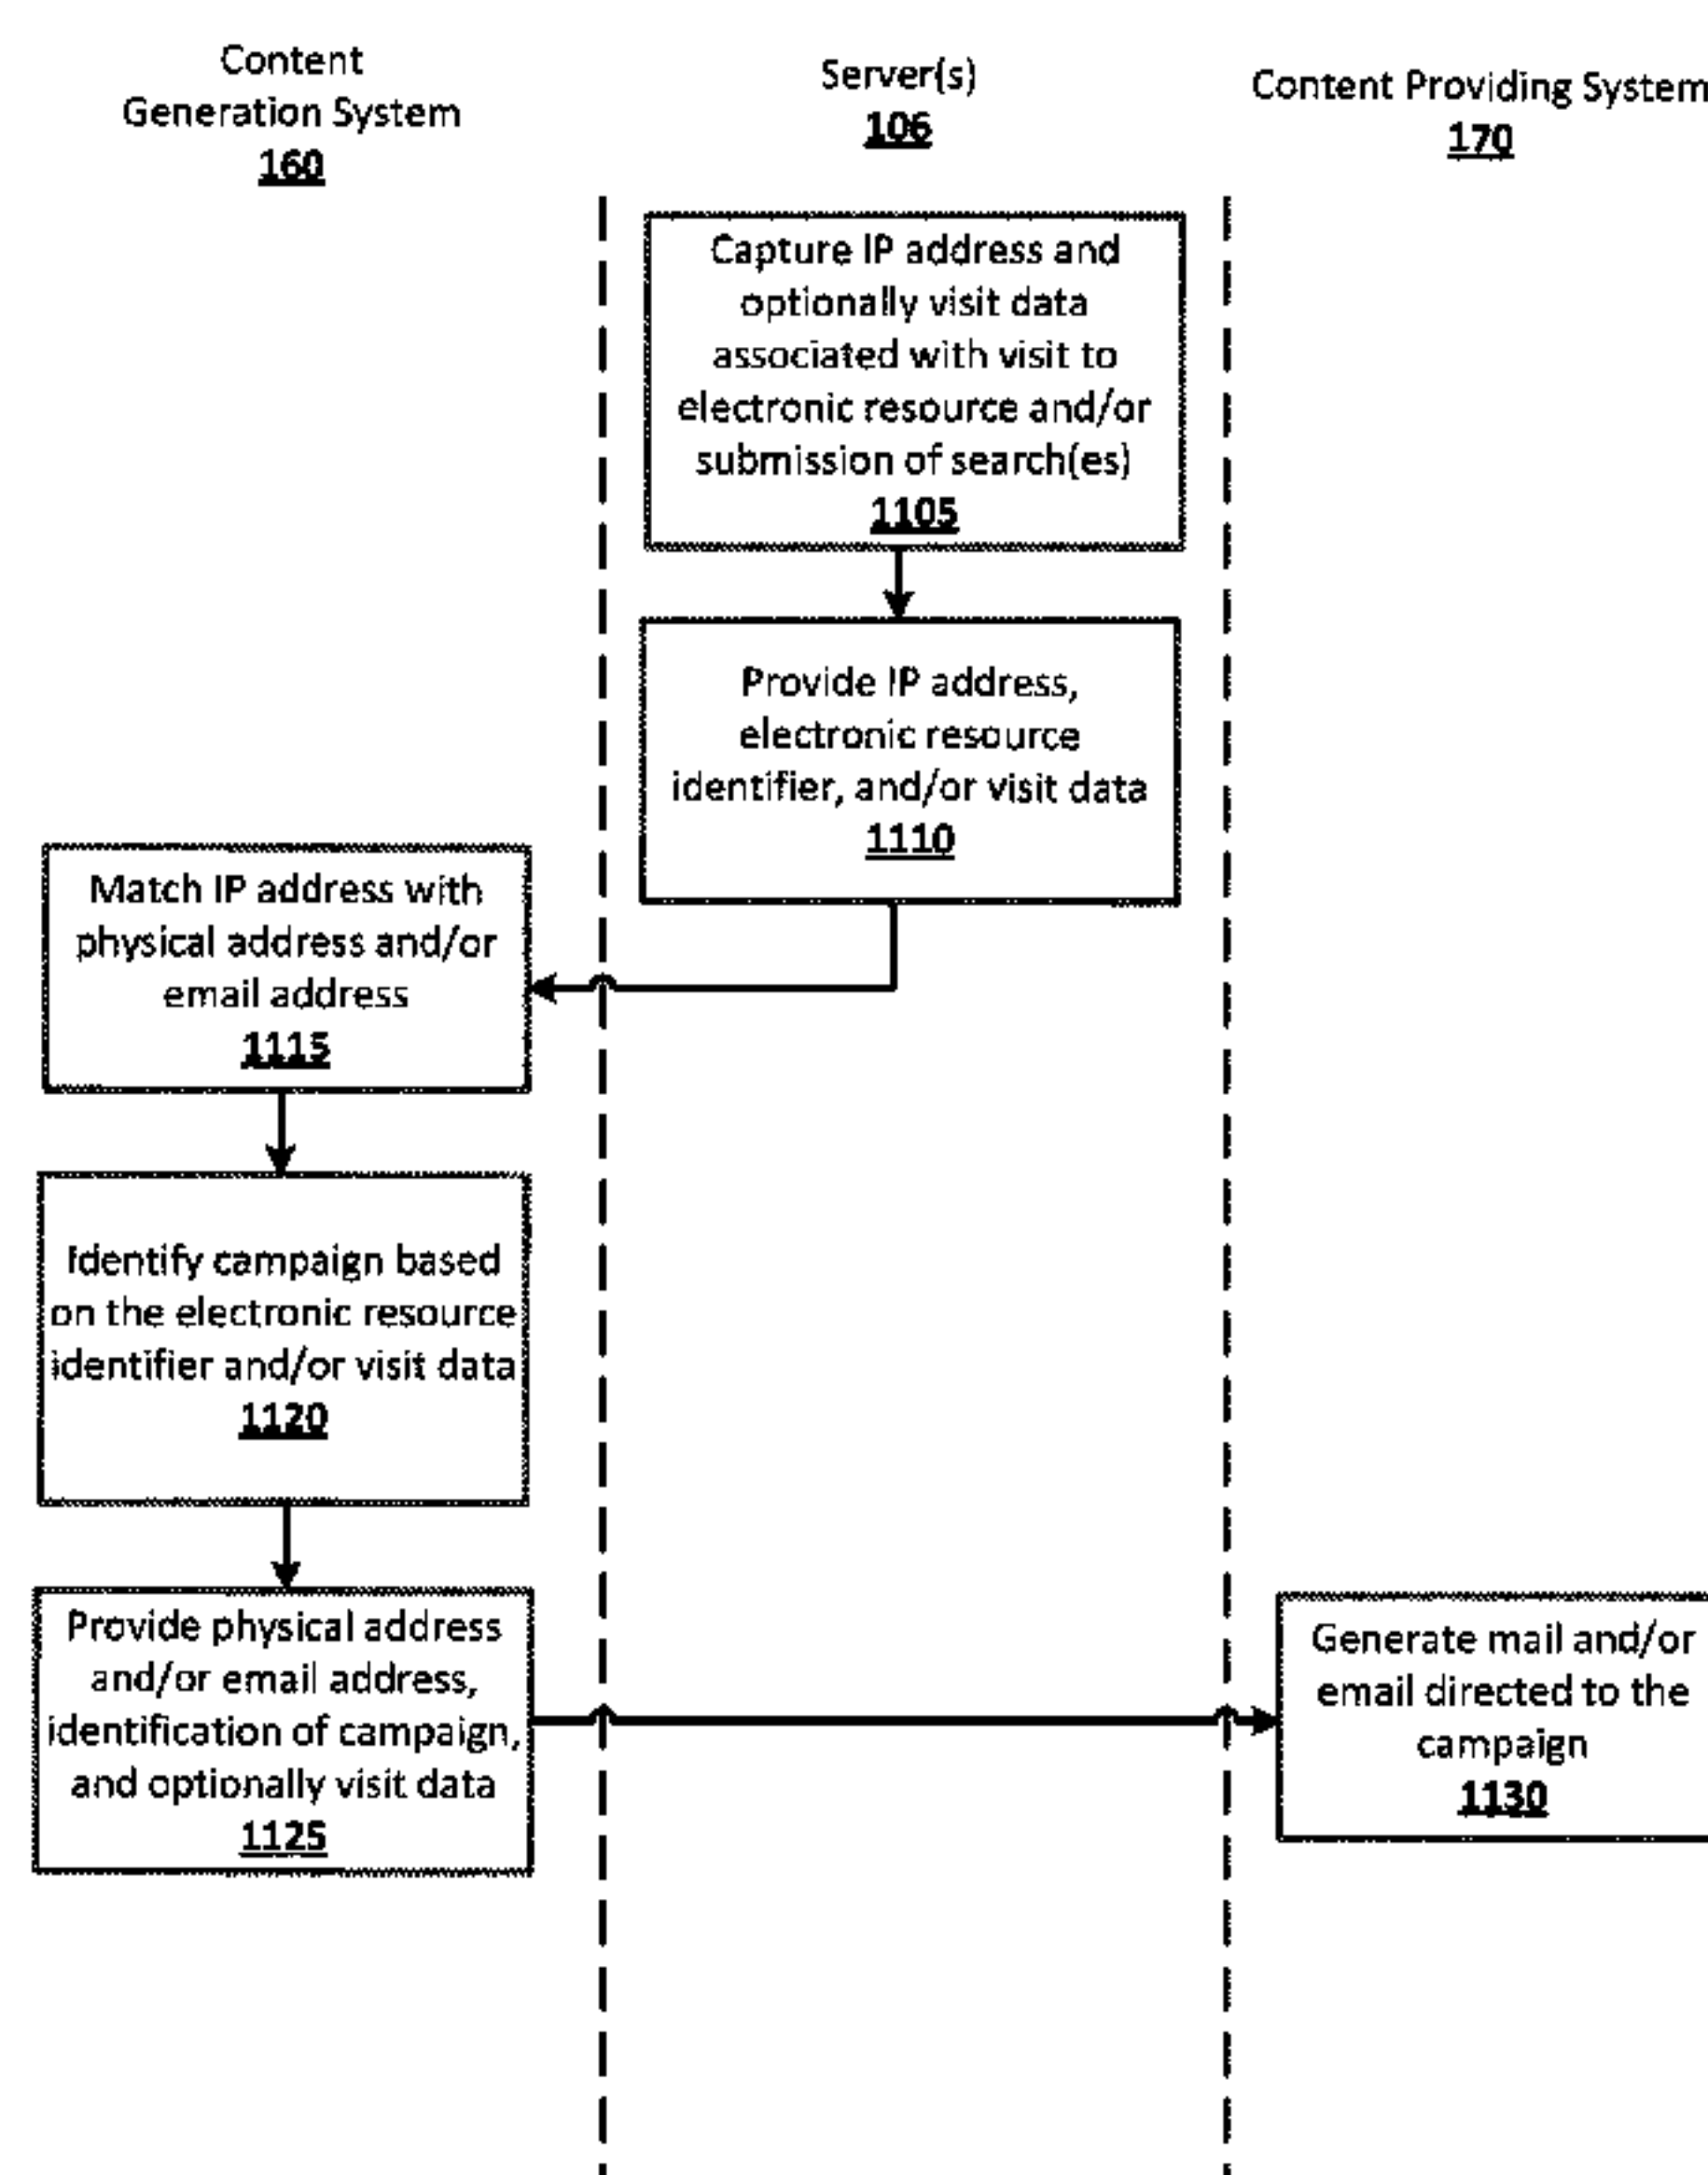 Content
Generation System
160
Server(s)
106
Content Providing System
170
Capture IP address and
optionally visit data
associated with visit to
electronic resource and/or
submission of search(es)
1105
Provide IP address,
electronic resource
identifier, and/or visit data
1110
Match IP address with
physical address and/or
email address
1115
Identify campaign based
on the electronic resource
identifier and/or visit data
1120
Provide physical address
and/or email address,
identification of campaign,
and optionally visit data
1125
Generate mail and/or
email directed to the
campaign
1130